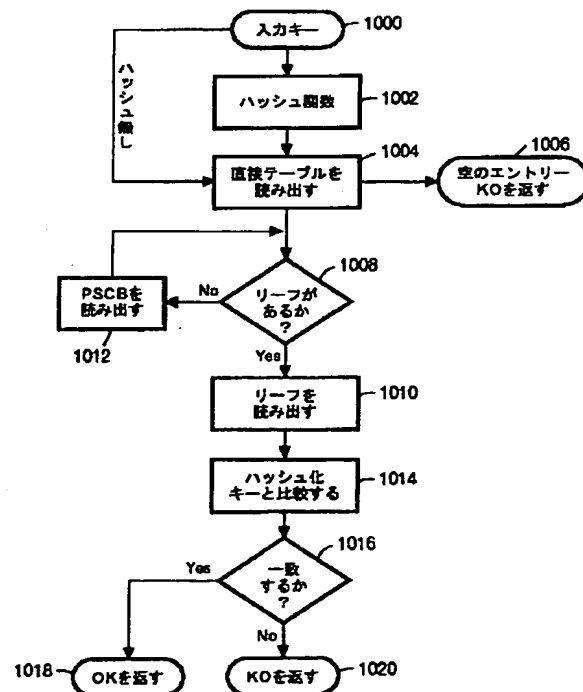 入力キー
1000
ハッシュ無し
ハッシュ関数
1002
1004
直接テーブルを
読み出す
1006
空のエントリー
KOを返す
1008
リーフが
あるか
?
No
PSCBを
読み出す
1012
Yes
リーフを
読み出す
1010
ハッシュ化
キーと比較する
1014
1016
一致
するか
?
Yes
No
1018
OKを返す
KOを返す
1020